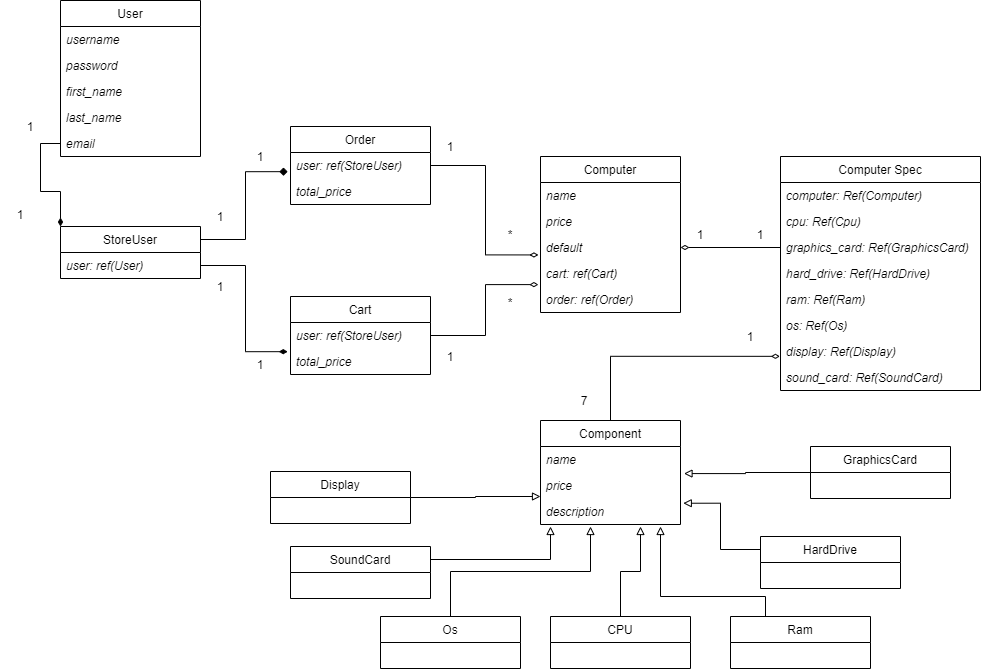 User
username
password
first_name
last_name
email
1
1
StoreUser
user: ref(User)
1
1
1
Order
user: ref(StoreUser)
total_price
1
*
Cart
user: ref(StoreUser)
total_price
1
1
*
Computer
name
price
default
cart: ref(Cart)
order: ref(Order)
1
1
Computer Spec
computer: Ref(Computer)
cpu: Ref(Cpu)
graphics_card: Ref(GraphicsCard)
hard_drive: Ref(HardDrive)
ram: Ref(Ram)
os: Ref(Os)
display: Ref(Display)
sound_card: Ref(SoundCard)
1
7
Component
name
price
description
Display
GraphicsCard
SoundCard
HardDrive
Os
CPU
Ram